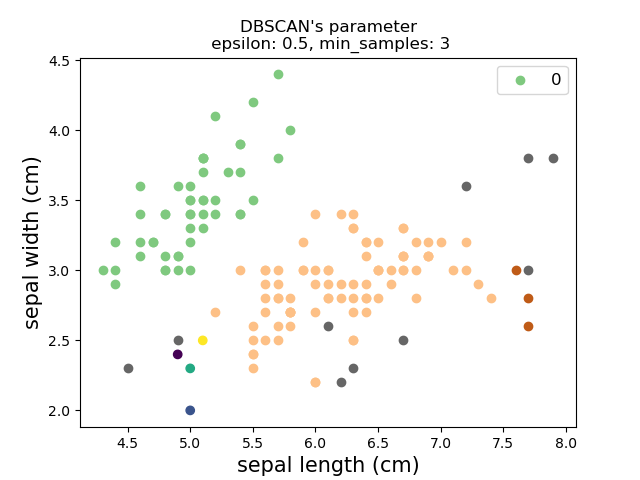 DBSCAN's parameter
epsilon: 0.5, min_samples: 3
0
sepal width (cm)
4.5
4.0
3.5
3.0
2.5
2.0
4.5 5.0 5.5 6.0 6.5 7.0 7.5 8.0
sepal length (cm)